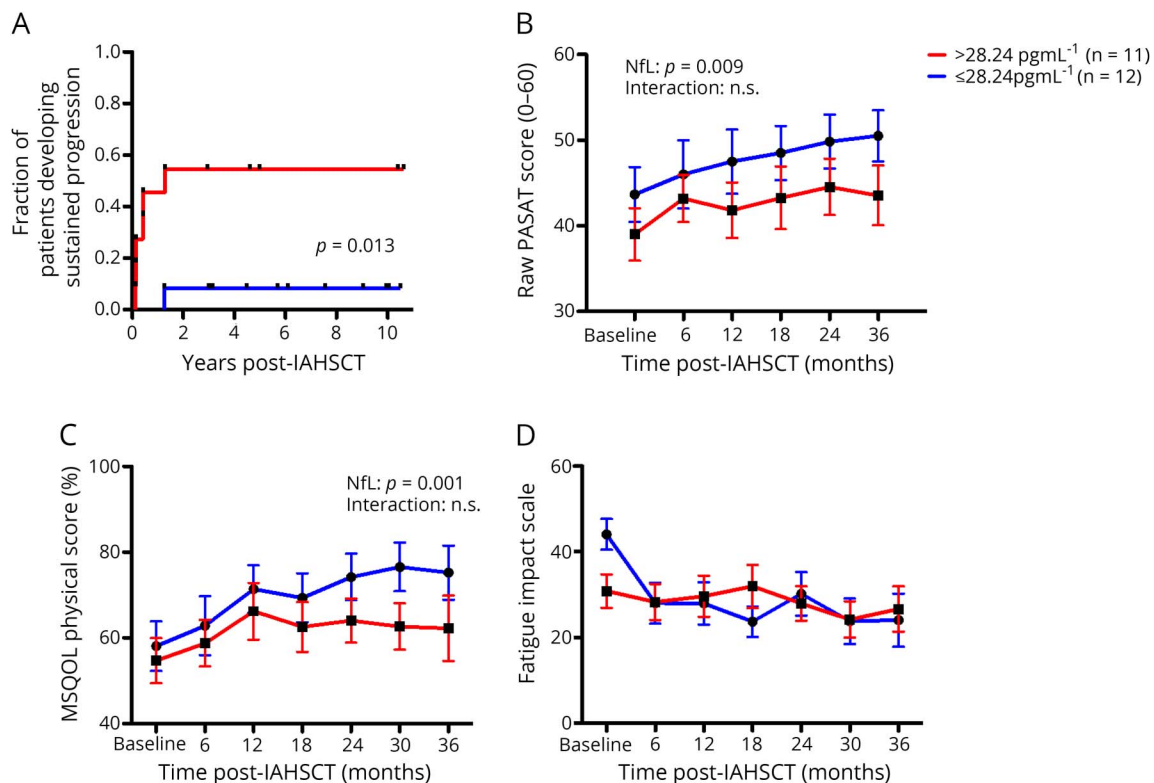 A
Fraction of
patients developing
sustained progression
1.0
0.8
0.6
0.4
0.2
0.0
p = 0.013
0 2 4 6 8 10
Years post-IAHSCT
B
Raw PASAT score (0–60)
60
50
40
30
NfL: p = 0.009
Interaction: n.s.
Baseline 6 12 18 24 36
Time post-IAHSCT (months)
>28.24 pgmL⁻¹ (n = 11)
≤28.24pgmL⁻¹ (n = 12)
C
MSQOL physical score (%)
100
80
60
40
NfL: p = 0.001
Interaction: n.s.
Baseline 6 12 18 24 30 36
Time post-IAHSCT (months)
D
Fatigue impact scale
60
40
20
0
Baseline 6 12 18 24 30 36
Time post-IAHSCT (months)